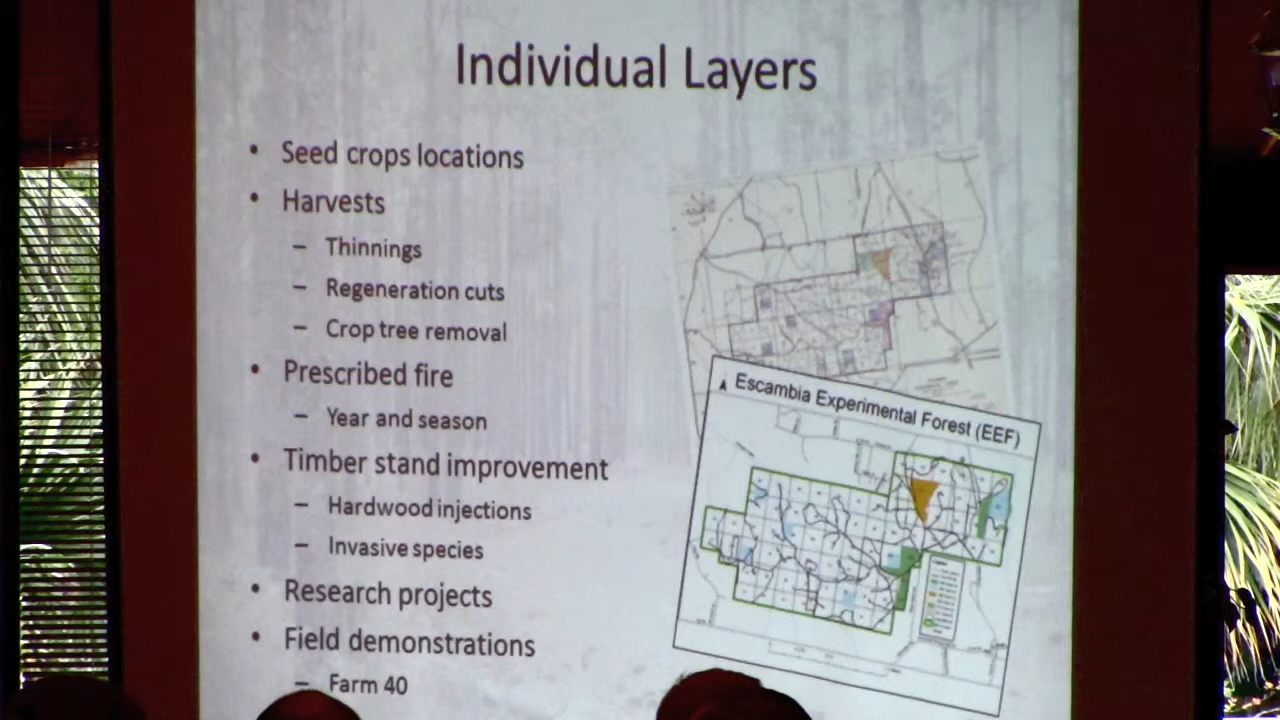 Individual Layers
• Seed crops locations
• Harvests
– Thinnings
– Regeneration cuts
– Crop tree removal
• Prescribed fire
– Year and season
• Timber stand improvement
– Hardwood injections
– Invasive species
• Research projects
• Field demonstrations
– Farm 40
Escambia Experimental Forest (EEF)